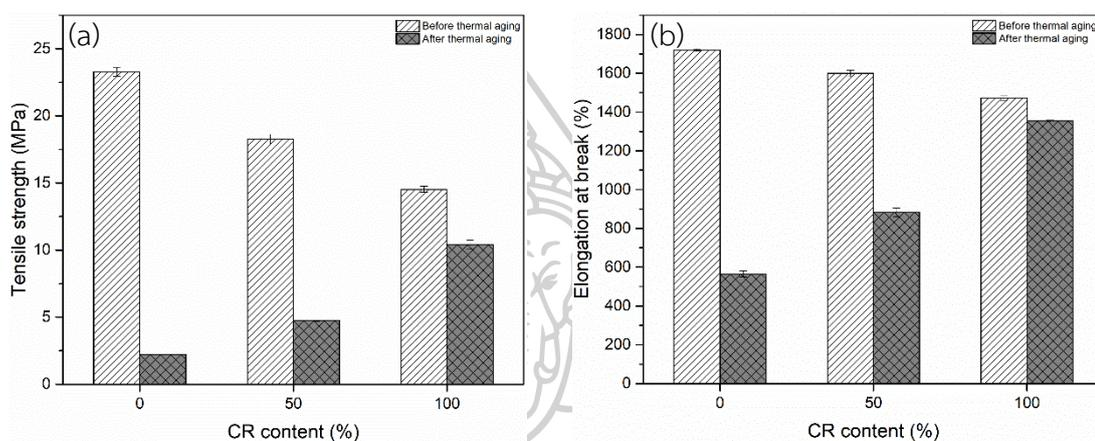 (a)
Before thermal aging
After thermal aging
Tensile strength (MPa)
25
20
15
10
5
0
0 50 100
CR content (%)
(b)
Before thermal aging
After thermal aging
Elongation at break (%)
1800
1600
1400
1200
1000
800
600
400
200
0
0 50 100
CR content (%)